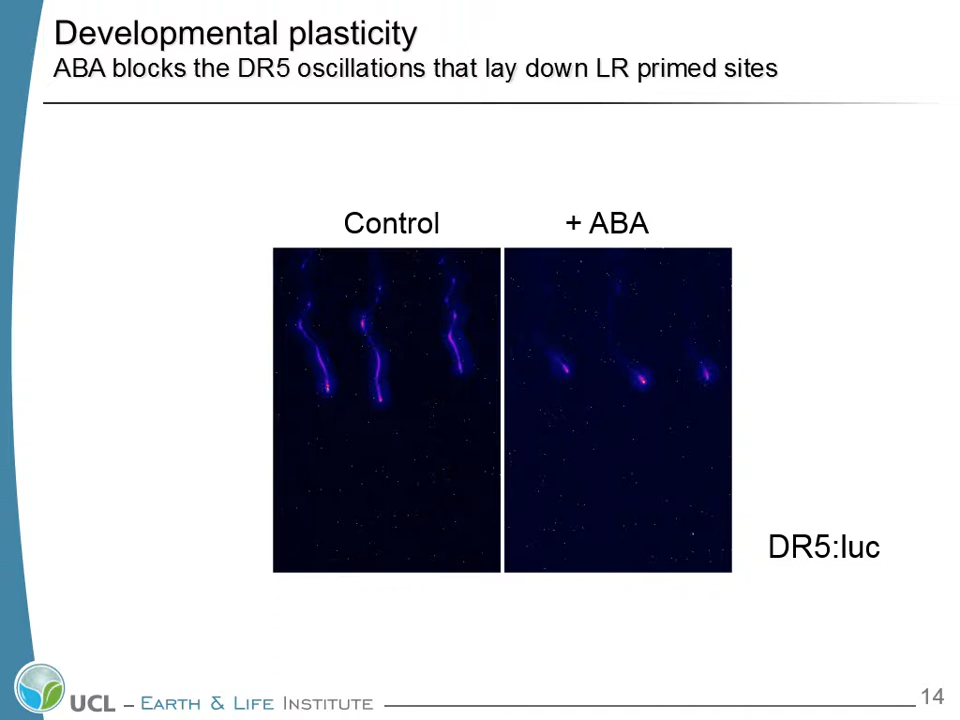 Developmental plasticity
ABA blocks the DR5 oscillations that lay down LR primed sites
Control
+ ABA
DR5:luc
UCL – EARTH & LIFE INSTITUTE
14